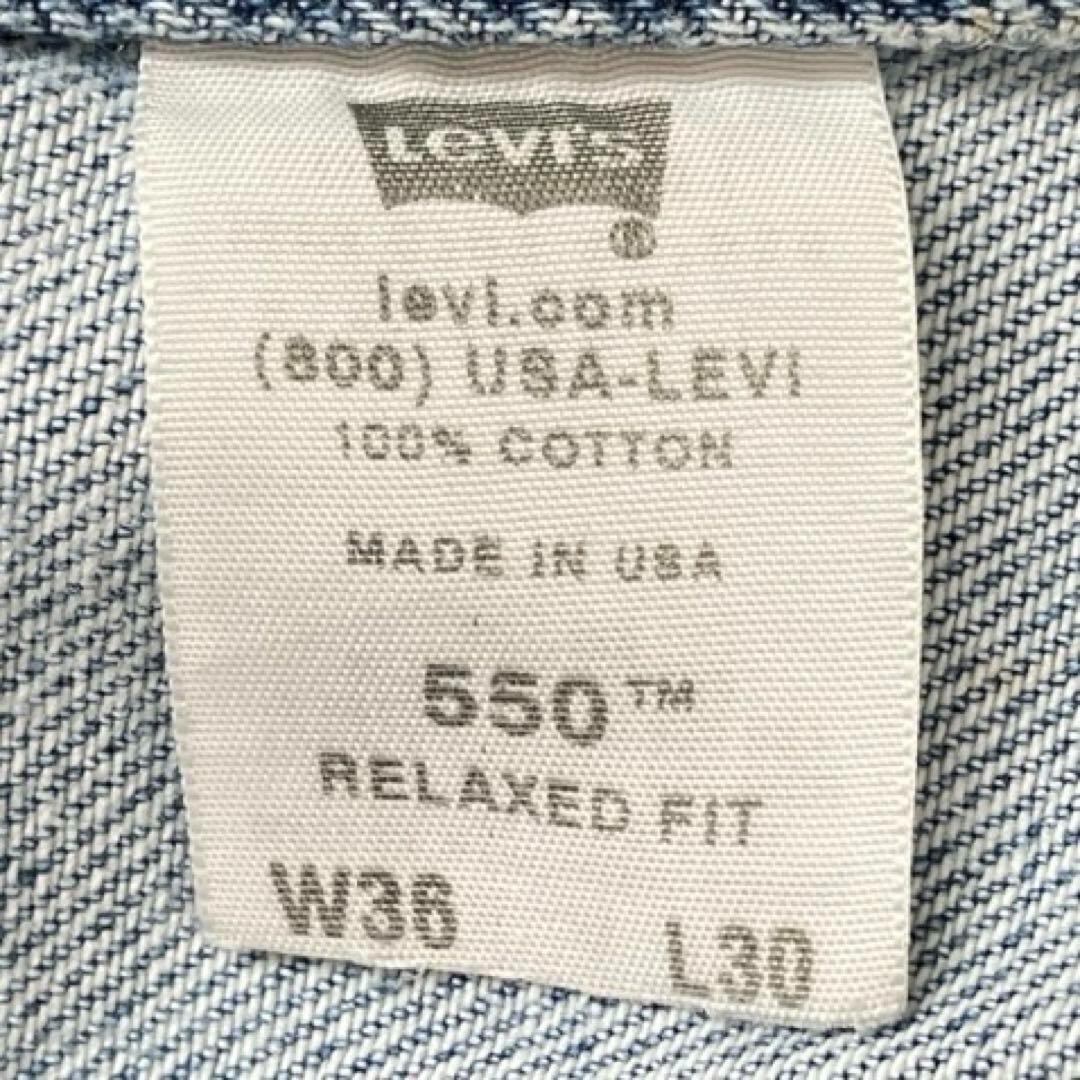 Levi's
®
levi.com
(800) USA-LEVI
100% COTTON
MADE IN USA
550™
RELAXED FIT
W36 L30